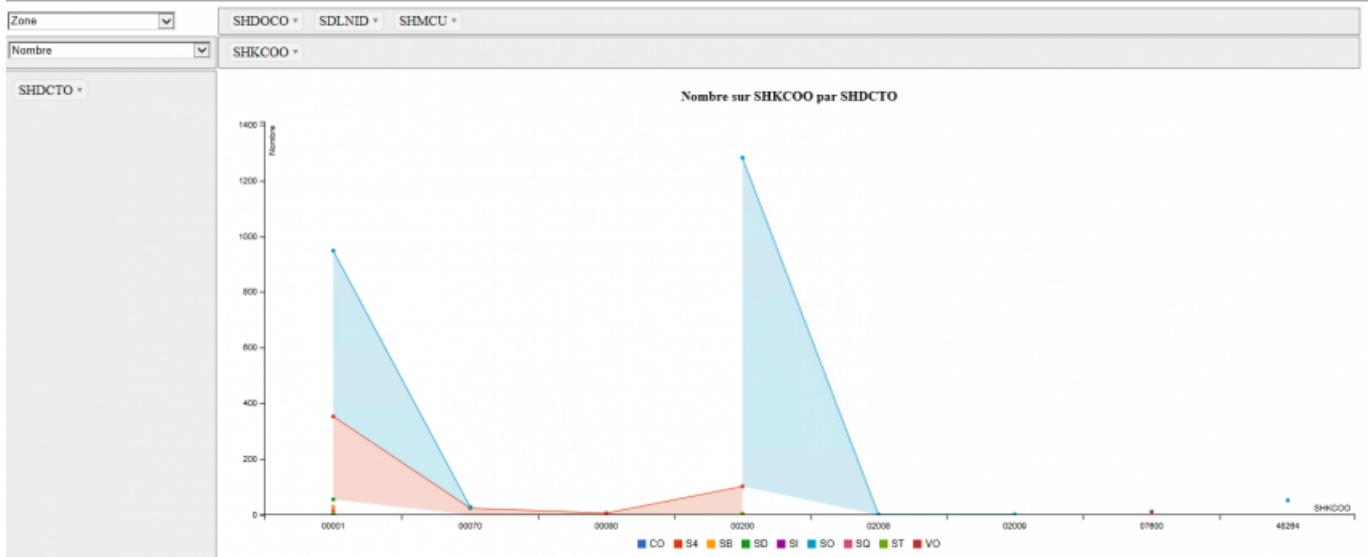 Zone
SHDOCO SDLNID SHMCU
Nombre
SHKCOO
SHDCTO
Nombre sur SHKCOO par SHDCTO
1400
Nombre
1200
1000
800
600
400
200
0
SHKCOO
00001 00070 00080 00200 02008 02009 07800 48264
CO S4 SB SD SI SO SQ ST VO